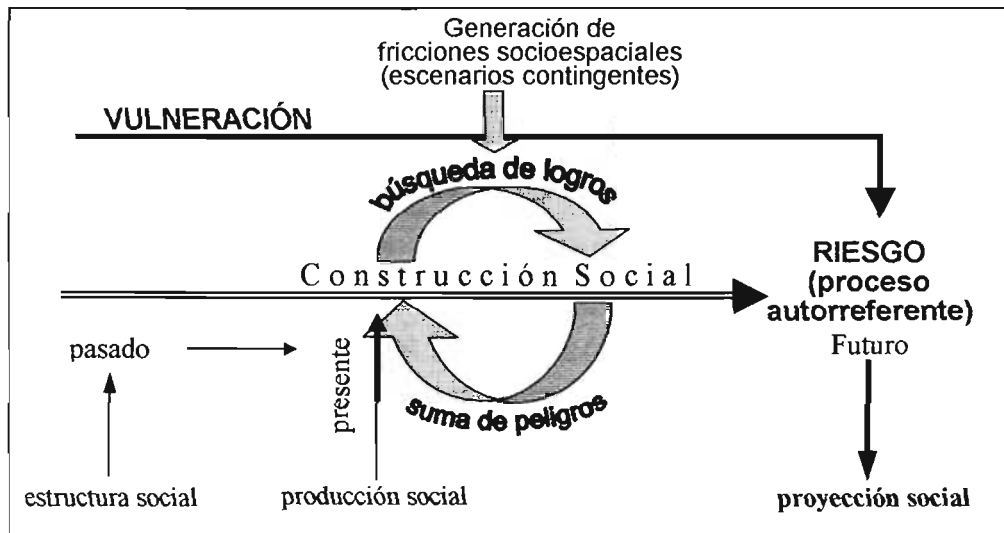 Generación de
fricciones socioespaciales
(escenarios contingentes)
VULNERACIÓN
búsqueda de logros
Construcción Social
RIESGO
(proceso
autorreferente)
Futuro
pasado
presente
suma de peligros
estructura social
producción social
proyección social